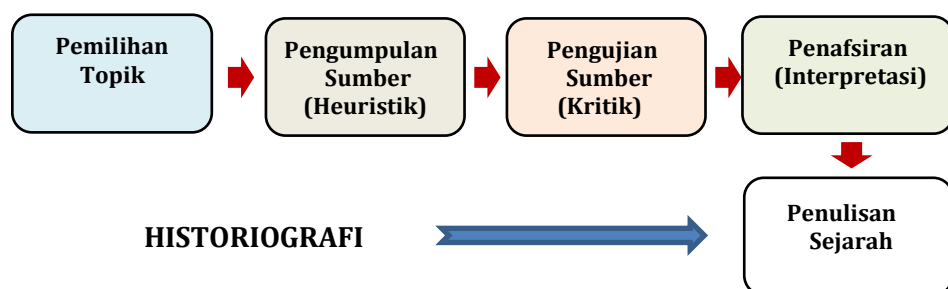 Pemilihan
Topik
Pengumpulan
Sumber
(Heuristik)
Pengujian
Sumber
(Kritik)
Penafsiran
(Interpretasi)
Penulisan
Sejarah
HISTORIOGRAFI